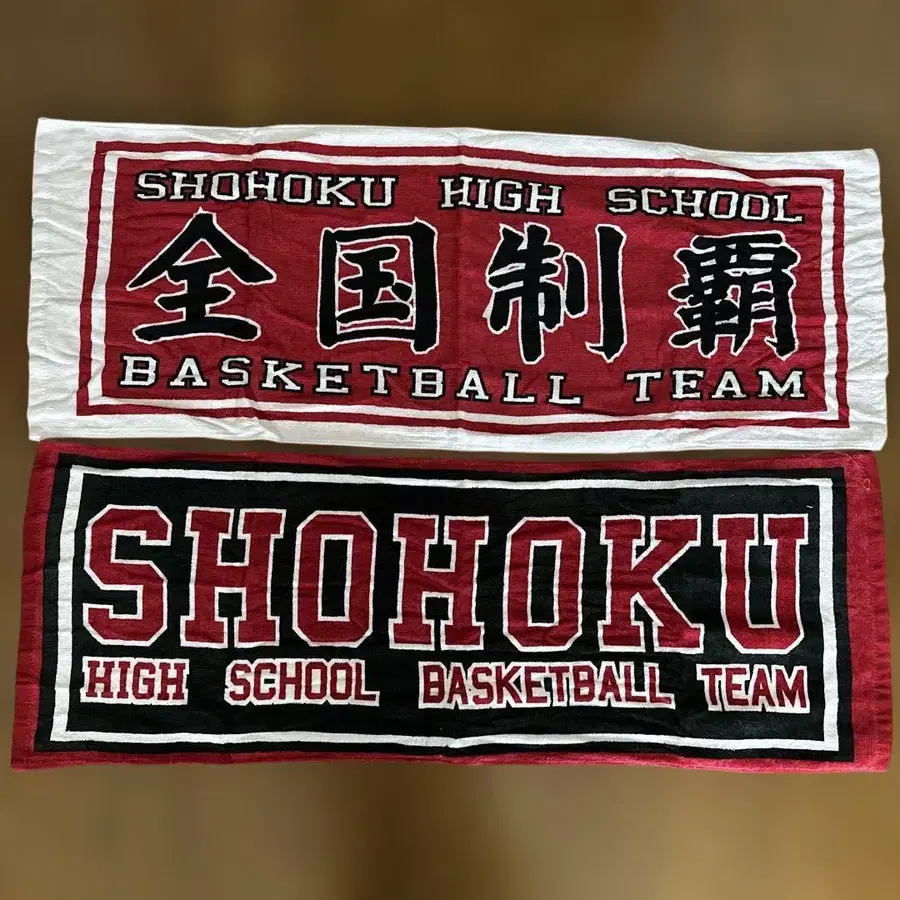 SHOHOKU HIGH SCHOOL
全国制覇
BASKETBALL TEAM
SHOHOKU
HIGH SCHOOL BASKETBALL TEAM